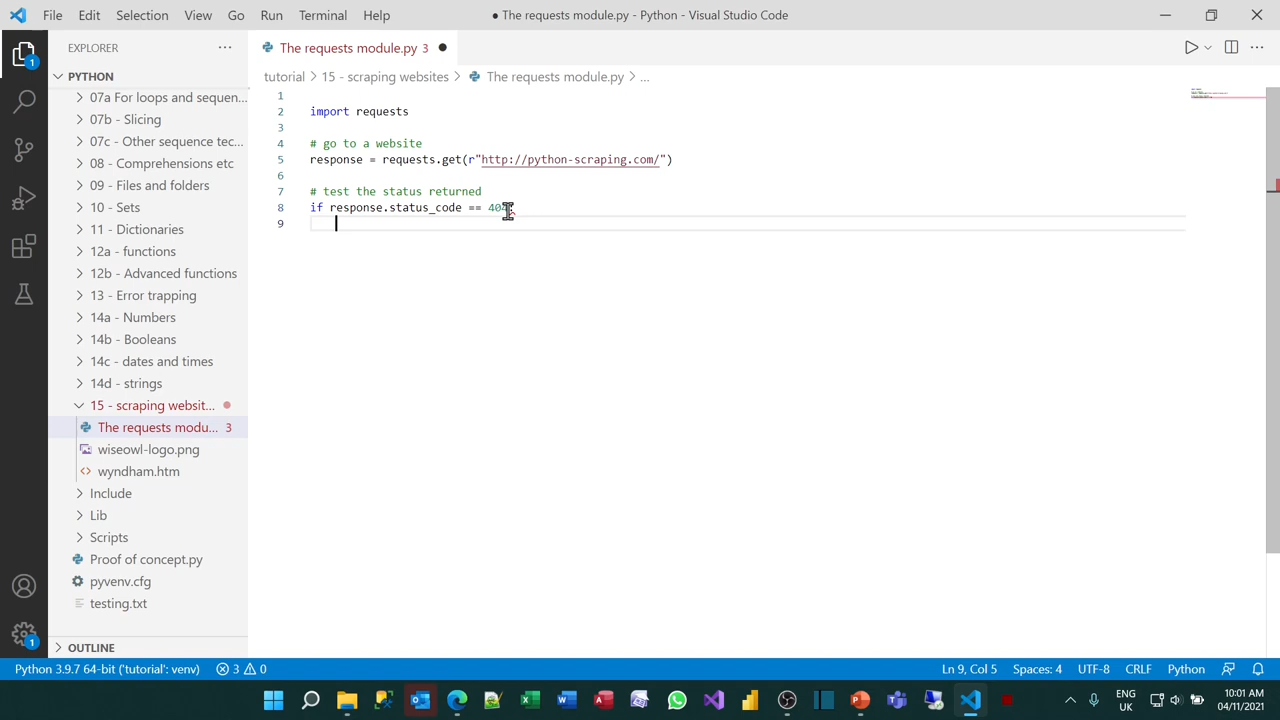 File Edit Selection View Go Run Terminal Help
● The requests module.py - Python - Visual Studio Code
EXPLORER
The requests module.py 3
PYTHON
tutorial > 15 - scraping websites > The requests module.py > ...
07a For loops and sequen...
07b - Slicing
07c - Other sequence tec...
08 - Comprehensions etc
09 - Files and folders
10 - Sets
11 - Dictionaries
12a - functions
12b - Advanced functions
13 - Error trapping
14a - Numbers
14b - Booleans
14c - dates and times
14d - strings
15 - scraping websit...
The requests modu... 3
wiseowl-logo.png
wyndham.htm
Include
Lib
Scripts
Proof of concept.py
pyvenv.cfg
testing.txt
OUTLINE
1
2 import requests
3
4 # go to a website
5 response = requests.get(r"http://python-scraping.com/")
6
7 # test the status returned
8 if response.status_code == 404:
9
1
1
Python 3.9.7 64-bit ('tutorial': venv) 3 0
Ln 9, Col 5 Spaces: 4 UTF-8 CRLF Python
ENG
UK
10:01 AM
04/11/2021